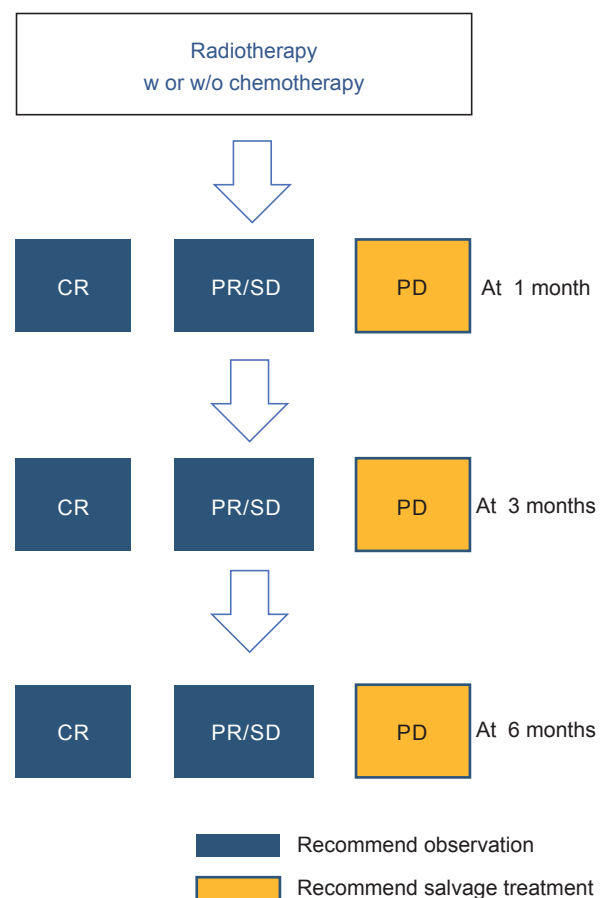 Radiotherapy
w or w/o chemotherapy
CR PR/SD PD At 1 month
CR PR/SD PD At 3 months
CR PR/SD PD At 6 months
Recommend observation
Recommend salvage treatment